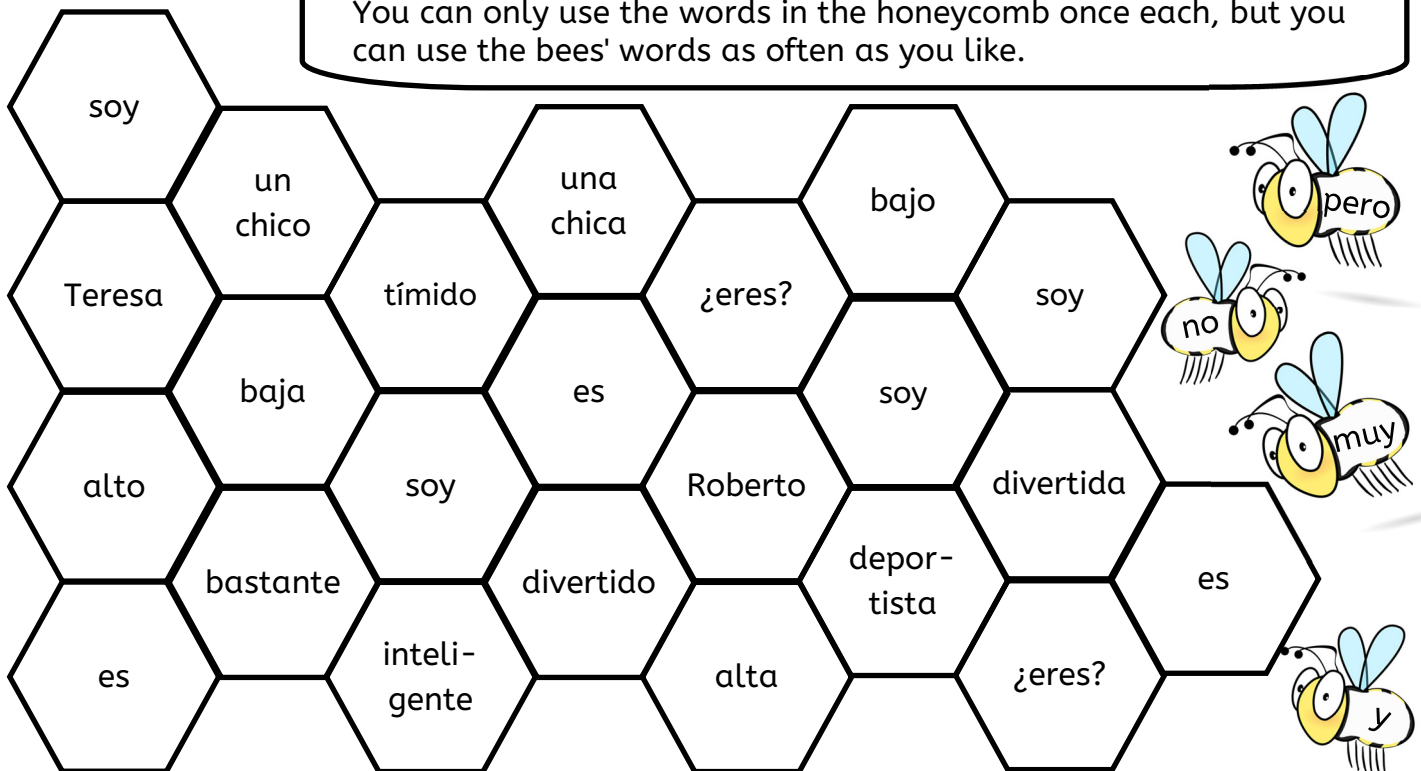 You can only use the words in the honeycomb once each, but you
can use the bees' words as often as you like.
soy
un
chico
una
chica
bajo
pero
Teresa
tímido
¿eres?
soy
no
baja
es
soy
muy
alto
soy
Roberto
divertida
bastante
divertido
depor-
tista
es
es
inteli-
gente
alta
¿eres?
y